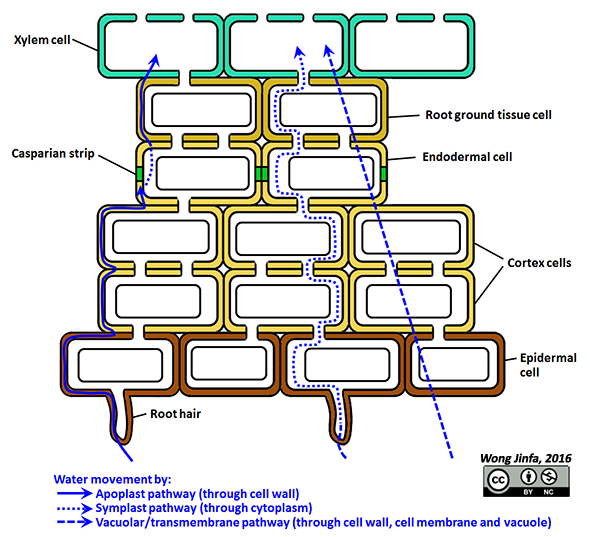 Xylem cell
Root ground tissue cell
Casparian strip
Endodermal cell
Cortex cells
Epidermal
cell
Root hair
Wong Jinfa, 2016
CC
BY NC
Water movement by:
Apoplast pathway (through cell wall)
Symplast pathway (through cytoplasm)
Vacuolar/transmembrane pathway (through cell wall, cell membrane and vacuole)